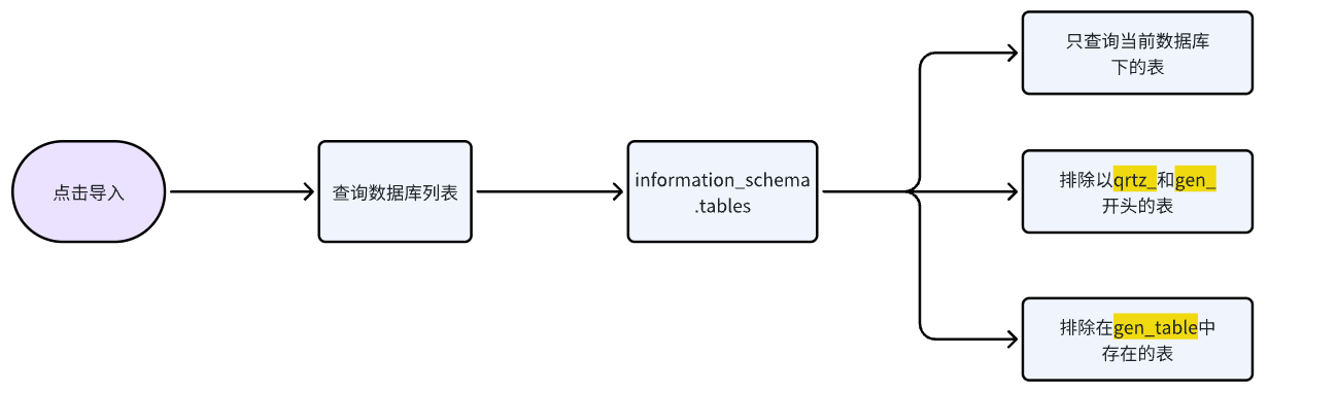 点击导入
查询数据库列表
information_schema
.tables
只查询当前数据库
下的表
排除以qrtz_和gen_
开头的表
排除在gen_table中
存在的表